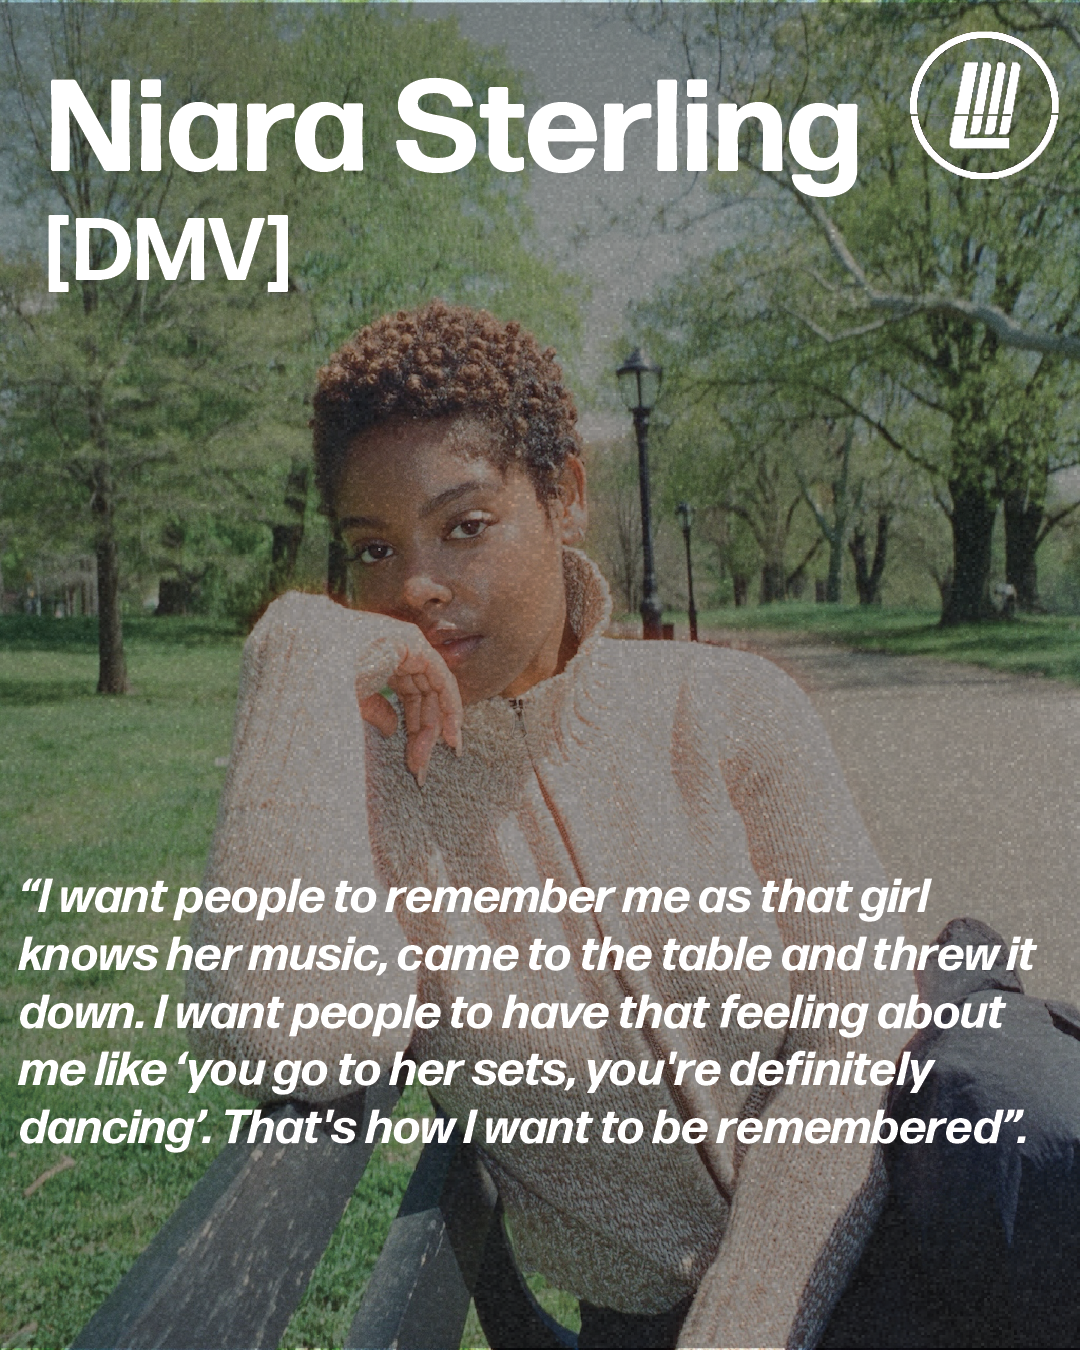 Niara Sterling
[DMV]
“I want people to remember me as that girl
knows her music, came to the table and threw it
down. I want people to have that feeling about
me like ‘you go to her sets, you're definitely
dancing’. That's how I want to be remembered”.